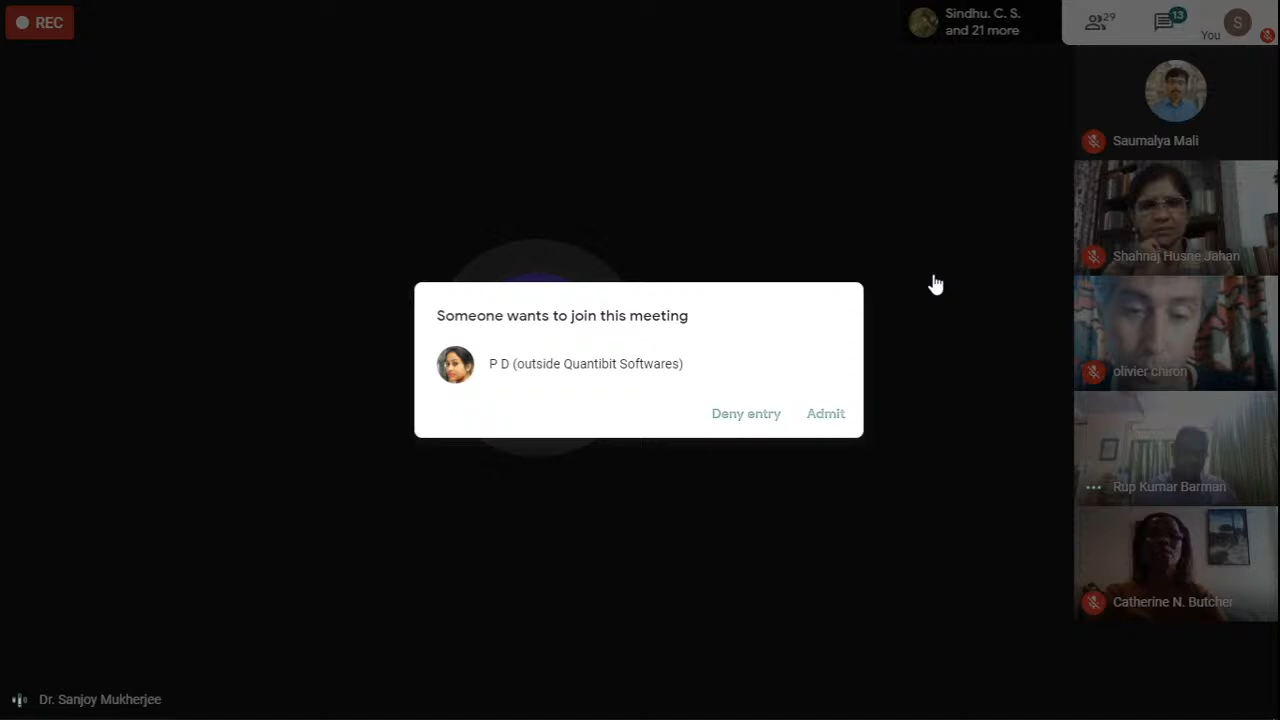 REC
Sindhu. C. S.
and 21 more
29
13
You
S
Saumalya Mali
Shahnaj Husne Jahan
Someone wants to join this meeting
P D (outside Quantibit Softwares)
Deny entry
Admit
olivier chiron
Rup Kumar Barman
Catherine N. Butcher
Dr. Sanjoy Mukherjee